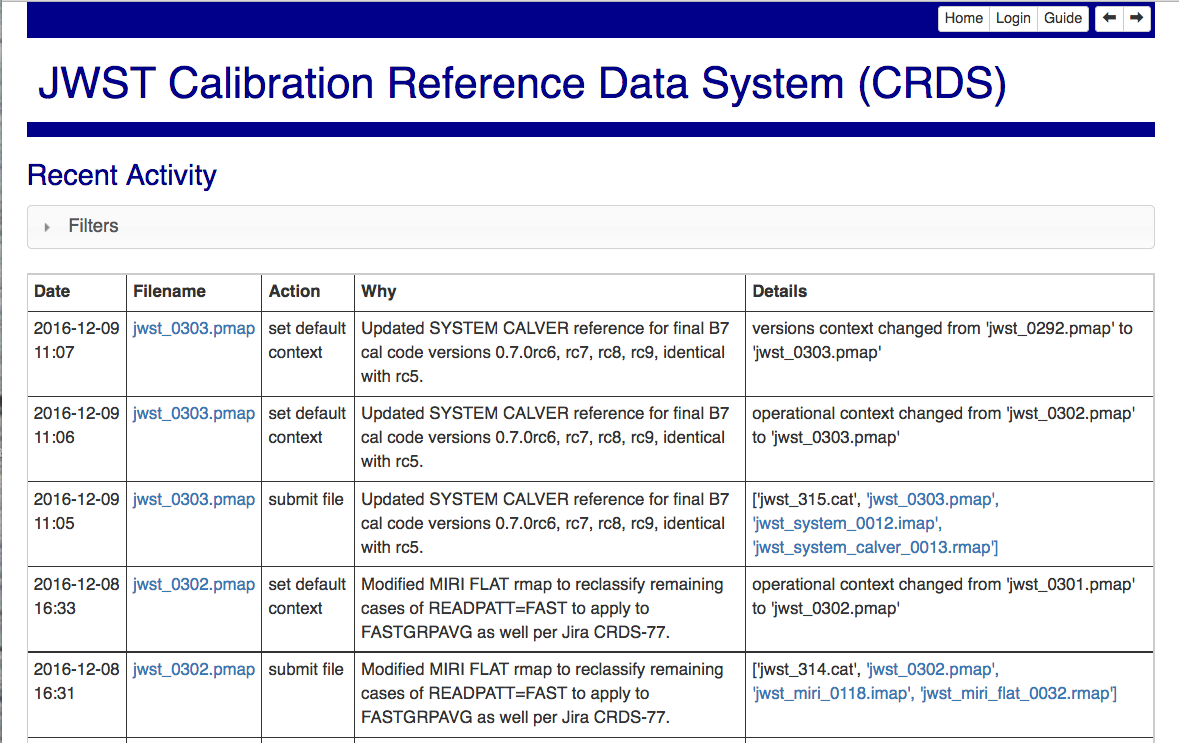 Home Login Guide
JWST Calibration Reference Data System (CRDS)
Recent Activity
Filters
Date Filename Action Why Details
2016-12-09 jwst_0303.pmap set default Updated SYSTEM CALVER reference for final B7 versions context changed from 'jwst_0292.pmap' to
11:07 context cal code versions 0.7.0rc6, rc7, rc8, rc9, identical 'jwst_0303.pmap'
with rc5.
2016-12-09 jwst_0303.pmap set default Updated SYSTEM CALVER reference for final B7 operational context changed from 'jwst_0302.pmap'
11:06 context cal code versions 0.7.0rc6, rc7, rc8, rc9, identical to 'jwst_0303.pmap'
with rc5.
2016-12-09 jwst_0303.pmap submit file Updated SYSTEM CALVER reference for final B7 ['jwst_315.cat', 'jwst_0303.pmap',
11:05 cal code versions 0.7.0rc6, rc7, rc8, rc9, identical 'jwst_system_0012.imap',
with rc5. 'jwst_system_calver_0013.rmap']
2016-12-08 jwst_0302.pmap set default Modified MIRI FLAT rmap to reclassify remaining operational context changed from 'jwst_0301.pmap'
16:33 context cases of READPATT=FAST to apply to to 'jwst_0302.pmap'
FASTGRPAVG as well per Jira CRDS-77.
2016-12-08 jwst_0302.pmap submit file Modified MIRI FLAT rmap to reclassify remaining ['jwst_314.cat', 'jwst_0302.pmap',
16:31 cases of READPATT=FAST to apply to 'jwst_miri_0118.imap', 'jwst_miri_flat_0032.rmap']
FASTGRPAVG as well per Jira CRDS-77.